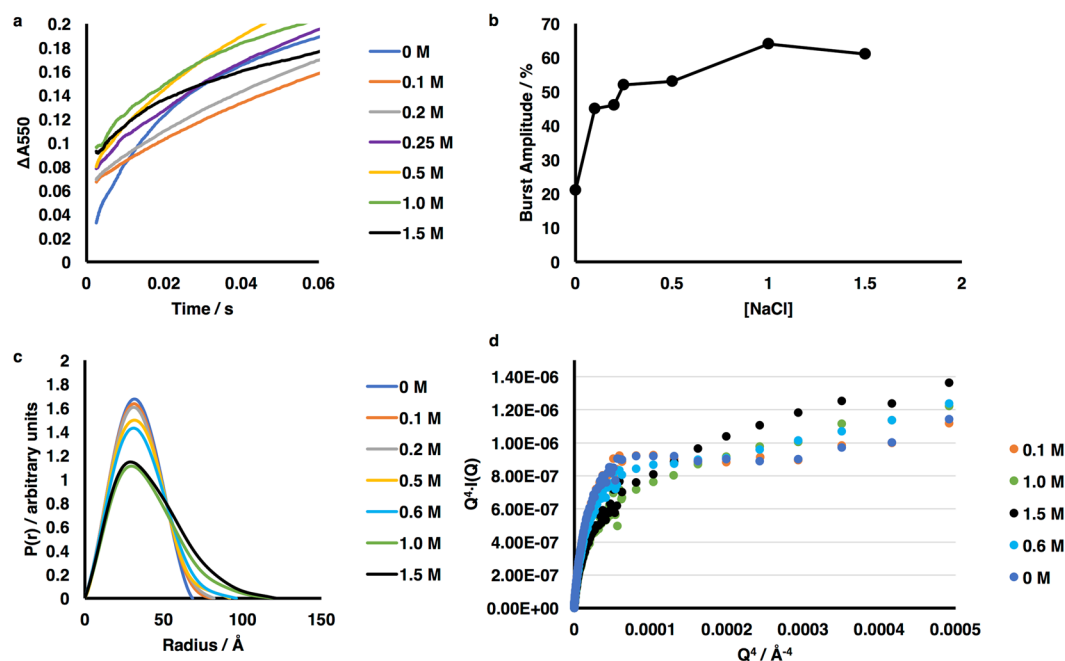 a
ΔA550
0.2
0.18
0.16
0.14
0.12
0.1
0.08
0.06
0.04
0.02
0
0 0.02 0.04 0.06
Time / s
0 M
0.1 M
0.2 M
0.25 M
0.5 M
1.0 M
1.5 M
b
Burst Amplitude / %
70
60
50
40
30
20
10
0
0 0.5 1 1.5 2
[NaCl]
c
P(r) / arbitrary units
2
1.8
1.6
1.4
1.2
1
0.8
0.6
0.4
0.2
0
0 50 100 150
Radius / Å
0 M
0.1 M
0.2 M
0.5 M
0.6 M
1.0 M
1.5 M
d
Q⁴·I(Q)
1.40E-06
1.20E-06
1.00E-06
8.00E-07
6.00E-07
4.00E-07
2.00E-07
0.00E+00
0 0.0001 0.0002 0.0003 0.0004 0.0005
Q⁴ / Å⁻⁴
0.1 M
1.0 M
1.5 M
0.6 M
0 M